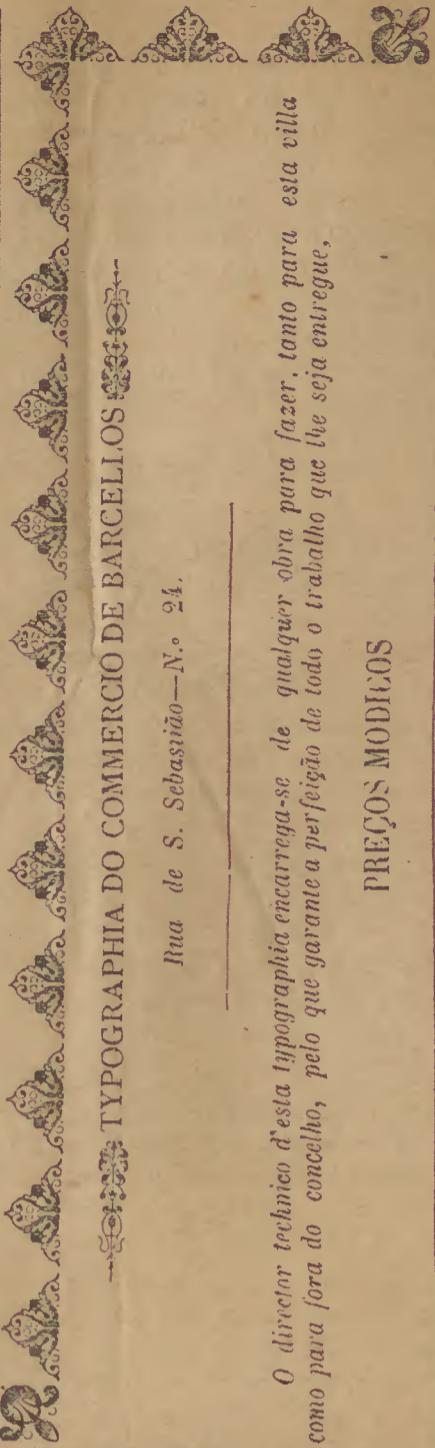 TYPOGRAPHIA DO COMMERCIO DE BARCELLOS
Rua de S. Sebastião—N.º 24.
O director technico d'esta typographia encarrega-se de qualquer obra para fazer, tanto para esta villa
como para fora do concelho, pelo que garante a perfeição de todo o trabalho que lhe seja entregue,
PREÇOS MODICOS